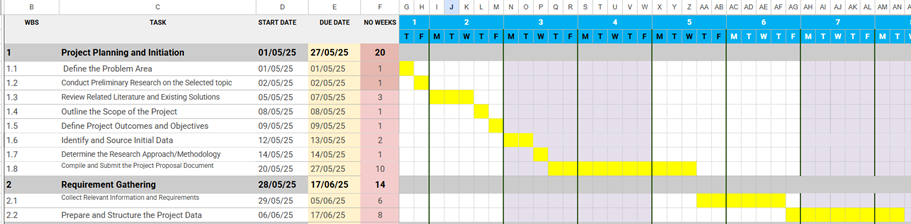 B C D E F G H I J K L M N O P Q R S T U V W X Y Z AA AB AC AD AE AF AG AH AI AJ AK AL AM AN
WBS TASK START DATE DUE DATE NO WEEKS 1 2 3 4 5 6 7
T F M T W T F M T W T F M T W T F M T W T F M T W T F M T W T F M T
1 Project Planning and Initiation 01/05/25 27/05/25 20
1.1 Define the Problem Area 01/05/25 01/05/25 1
1.2 Conduct Preliminary Research on the Selected topic 02/05/25 02/05/25 1
1.3 Review Related Literature and Existing Solutions 05/05/25 07/05/25 3
1.4 Outline the Scope of the Project 08/05/25 08/05/25 1
1.5 Define Project Outcomes and Objectives 09/05/25 09/05/25 1
1.6 Identify and Source Initial Data 12/05/25 13/05/25 2
1.7 Determine the Research Approach/Methodology 14/05/25 14/05/25 1
1.8 Compile and Submit the Project Proposal Document 20/05/25 27/05/25 10
2 Requirement Gathering 28/05/25 17/06/25 14
2.1 Collect Relevant Information and Requirements 29/05/25 05/06/25 6
2.2 Prepare and Structure the Project Data 06/06/25 17/06/25 8